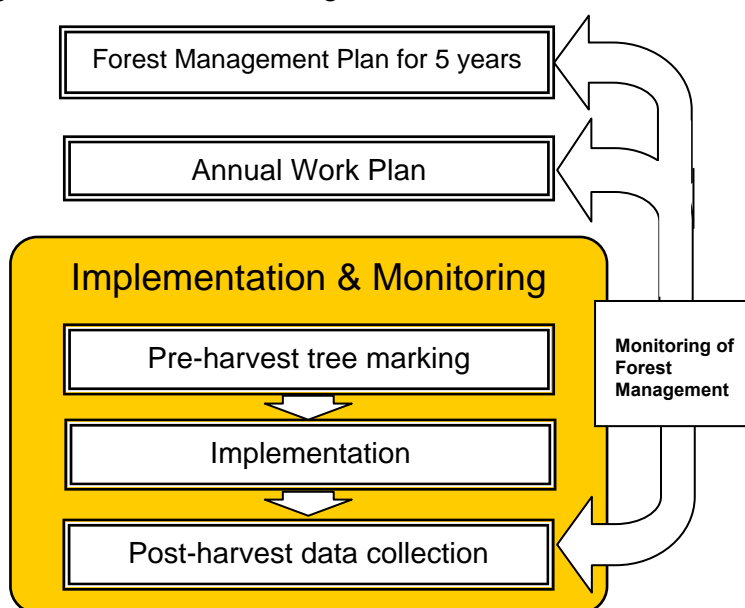 Forest Management Plan for 5 years
Annual Work Plan
Implementation & Monitoring
Pre-harvest tree marking
Implementation
Post-harvest data collection
Monitoring of
Forest
Management